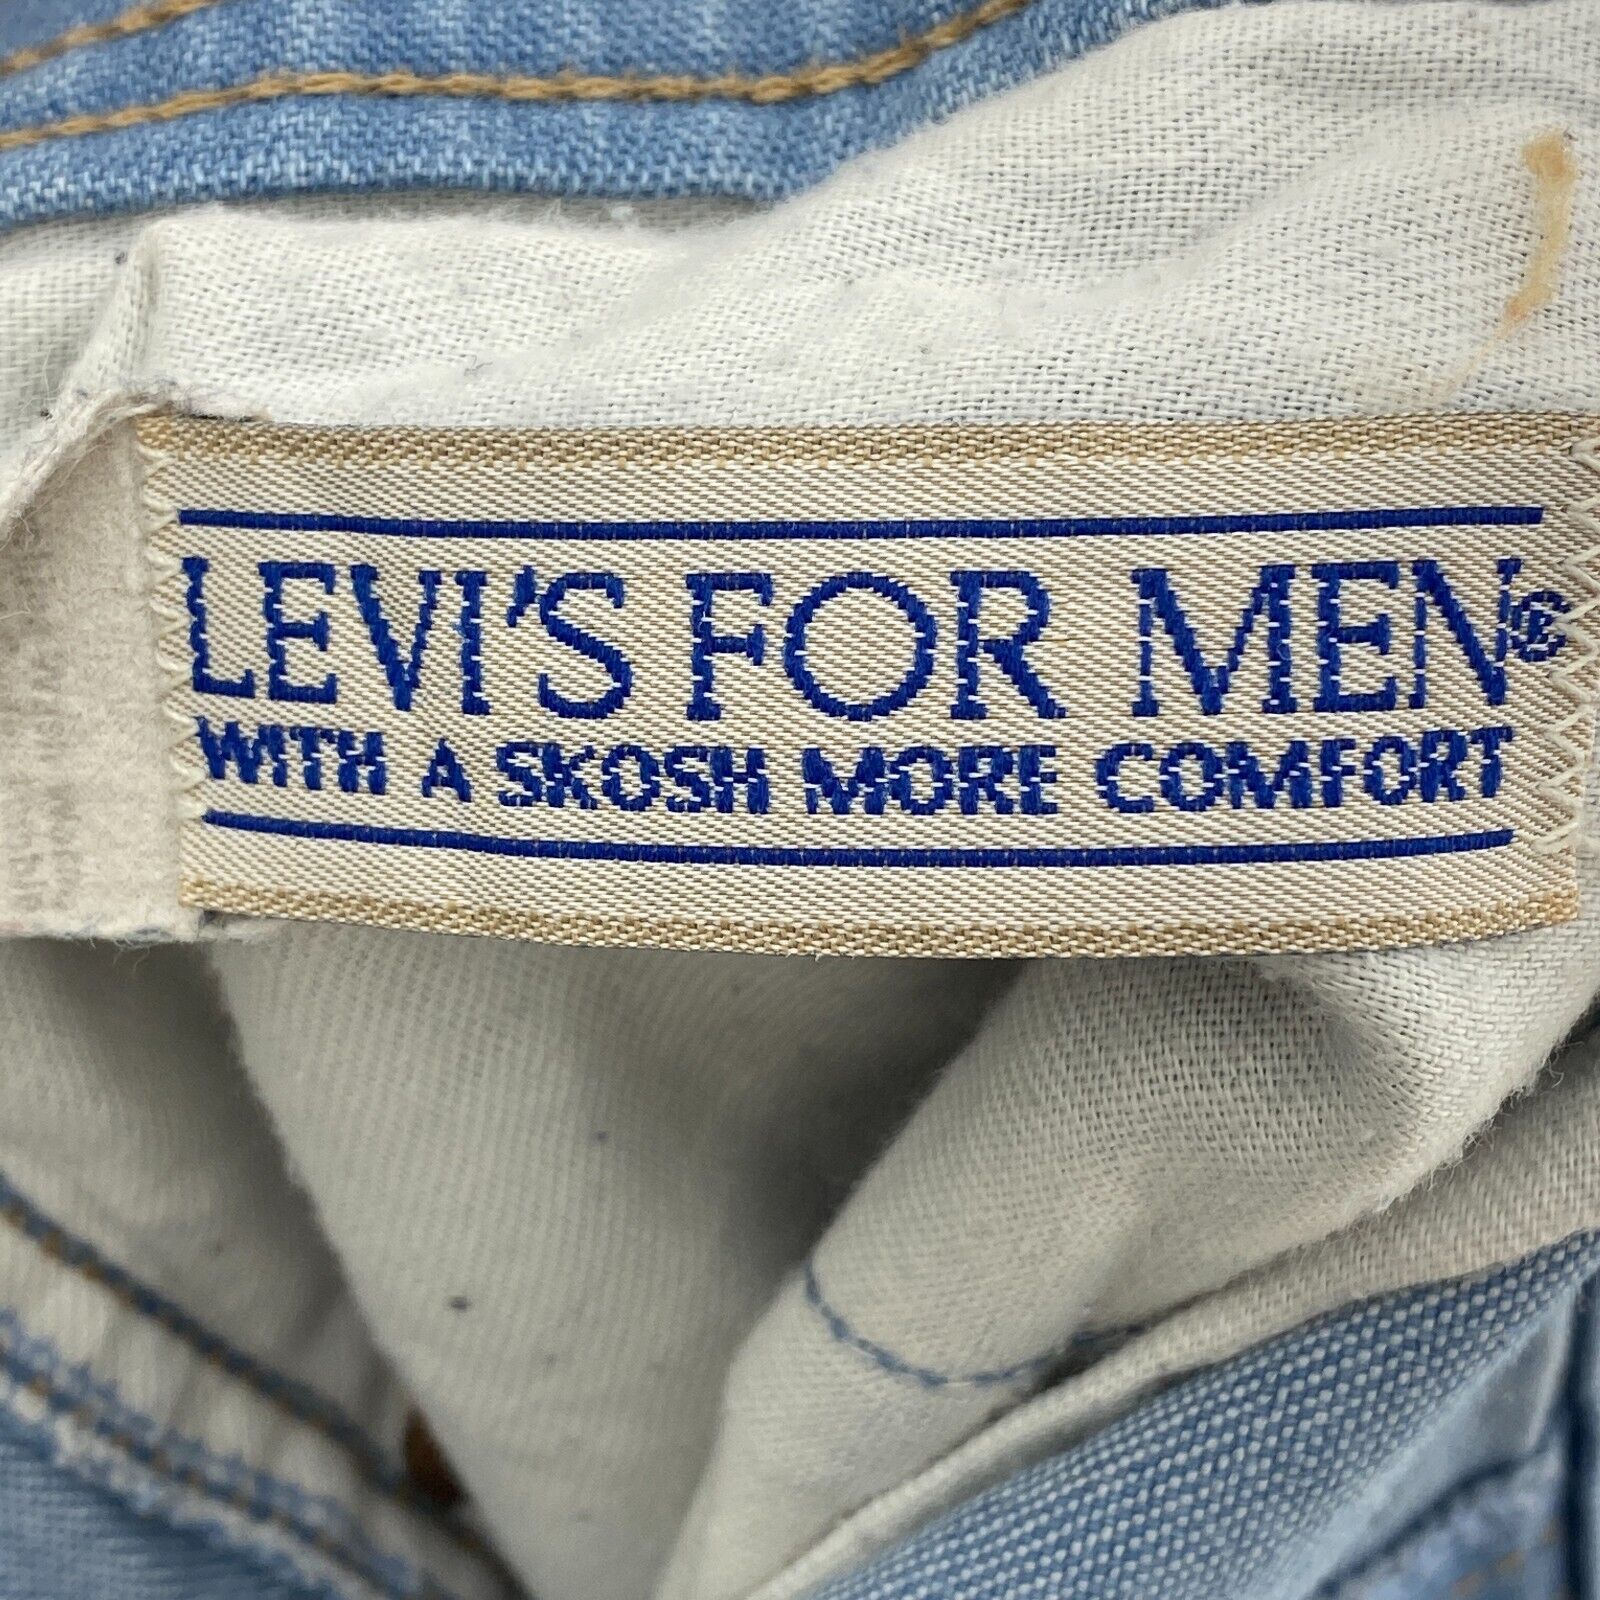 LEVI'S FOR MEN®
WITH A SKOSH MORE COMFORT